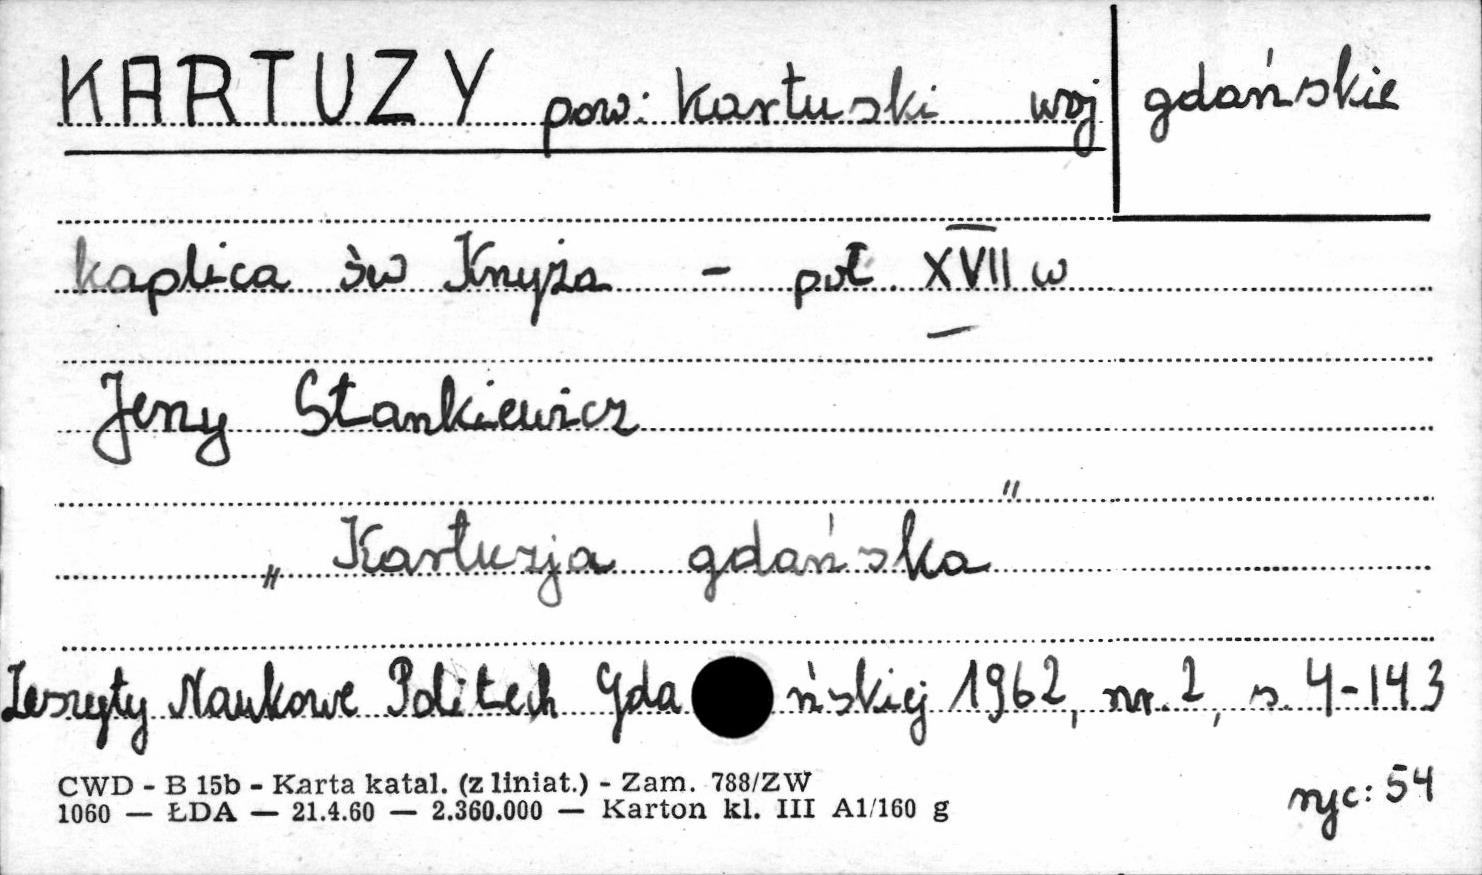 KARTUZY pow: kartuski woj gdańskie
kaplica św Krzyża - poł. XVII w
Jerzy Stankiewicz
„Kartuzja gdańska"
Zeszyty Naukowe Politech Gdańskiej 1962, nr. 2, s. 4-143
CWD - B 15b - Karta katal. (z liniat.) - Zam. 788/ZW
1060 — ŁDA — 21.4.60 — 2.360.000 — Karton kl. III A1/160 g
ryc: 54